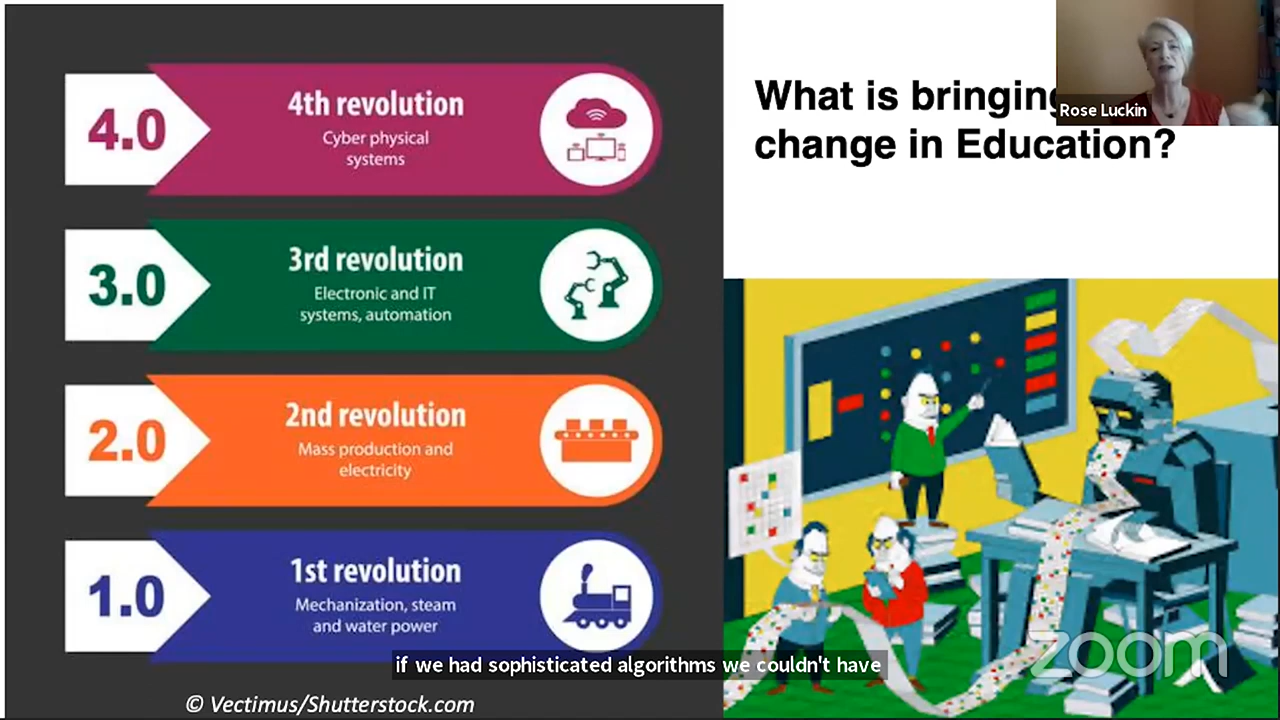 4.0
4th revolution
Cyber physical
systems
3.0
3rd revolution
Electronic and IT
systems, automation
2.0
2nd revolution
Mass production and
electricity
1.0
1st revolution
Mechanization, steam
and water power
© Vectimus/Shutterstock.com
What is bringing
change in Education?
Rose Luckin
if we had sophisticated algorithms we couldn't have
zoom